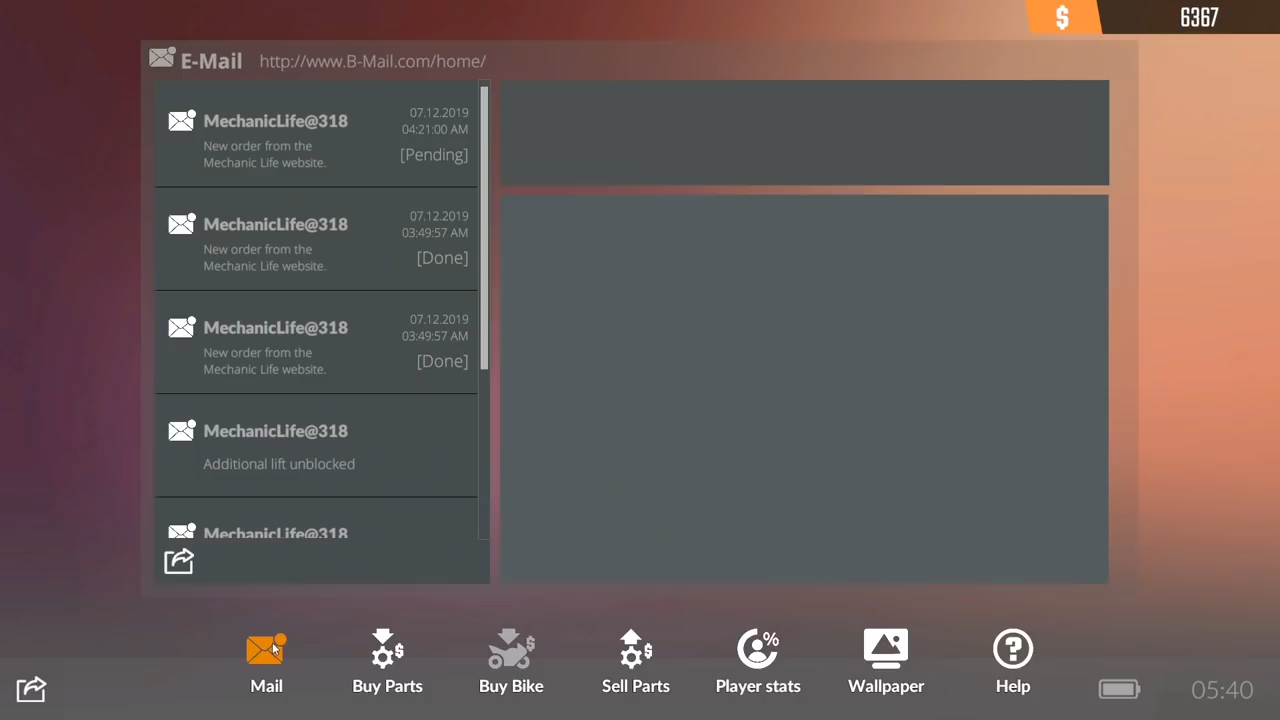 $ 6367
E-Mail http://www.B-Mail.com/home/
MechanicLife@318
07.12.2019
04:21:00 AM
New order from the
Mechanic Life website.
[Pending]
MechanicLife@318
07.12.2019
03:49:57 AM
New order from the
Mechanic Life website.
[Done]
MechanicLife@318
07.12.2019
03:49:57 AM
New order from the
Mechanic Life website.
[Done]
MechanicLife@318
Additional lift unblocked
MechanicLife@318
Mail
Buy Parts
Buy Bike
Sell Parts
Player stats
Wallpaper
Help
05:40